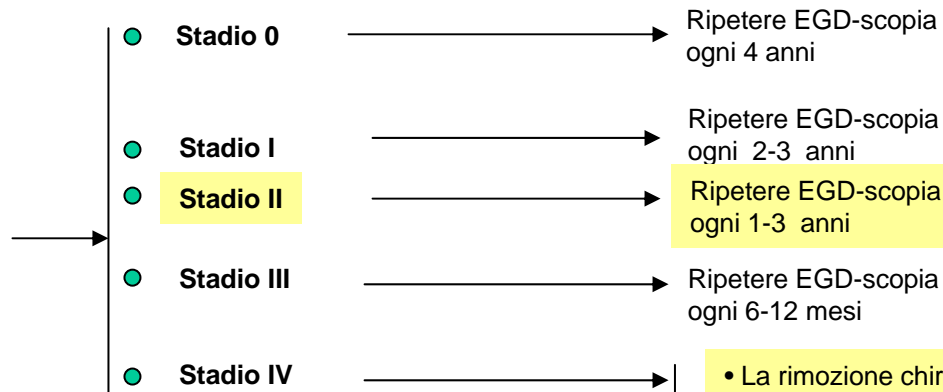 Stadio 0
Ripetere EGD-scopia
ogni 4 anni
Stadio I
Ripetere EGD-scopia
ogni 2-3 anni
Stadio II
Ripetere EGD-scopia
ogni 1-3 anni
Stadio III
Ripetere EGD-scopia
ogni 6-12 mesi
Stadio IV
• La rimozione